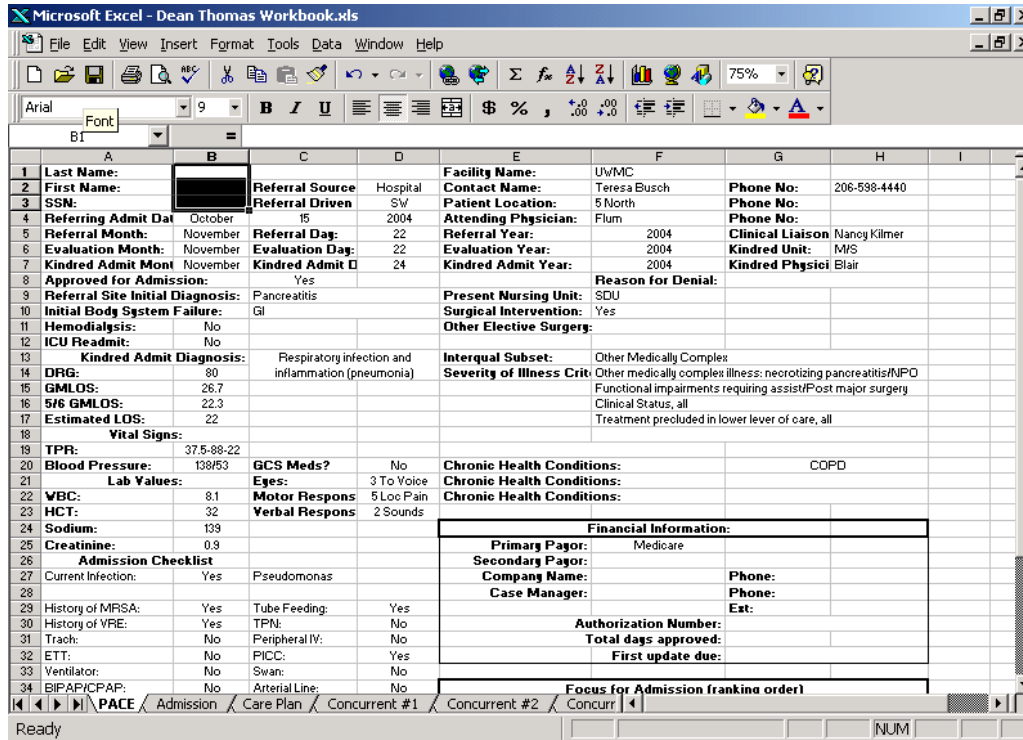 Microsoft Excel - Dean Thomas Workbook.xls
File Edit View Insert Format Tools Data Window Help
75%
Arial 9 B I U $ % ,
Font
B1 =
A B C D E F G H I
1 Last Name: Facility Name: UWMC
2 First Name: Referral Source Hospital Contact Name: Teresa Busch Phone No: 206-598-4440
3 SSN: Referral Driven SW Patient Location: 5 North Phone No:
4 Referring Admit Dat October 15 2004 Attending Physician: Flum Phone No:
5 Referral Month: November Referral Day: 22 Referral Year: 2004 Clinical Liaison Nancy Kilmer
6 Evaluation Month: November Evaluation Day: 22 Evaluation Year: 2004 Kindred Unit: M/S
7 Kindred Admit Mont November Kindred Admit D 24 Kindred Admit Year: 2004 Kindred Physici Blair
8 Approved for Admission: Yes Reason for Denial:
9 Referral Site Initial Diagnosis: Pancreatitis Present Nursing Unit: SDU
10 Initial Body System Failure: GI Surgical Intervention: Yes
11 Hemodialysis: No Other Elective Surgery:
12 ICU Readmit: No
13 Kindred Admit Diagnosis: Respiratory infection and Interqual Subset: Other Medically Complex
14 DRG: 80 inflammation (pneumonia) Severity of Illness Crit Other medically complex illness: necrotizing pancreatitis/NPO
15 GMLOS: 26.7 Functional impairments requiring assist/Post major surgery
16 5/6 GMLOS: 22.3 Clinical Status, all
17 Estimated LOS: 22 Treatment precluded in lower lever of care, all
18 Vital Signs:
19 TPR: 37.5-88-22
20 Blood Pressure: 138/53 GCS Meds? No Chronic Health Conditions: COPD
21 Lab Values: Eyes: 3 To Voice Chronic Health Conditions:
22 WBC: 8.1 Motor Respons 5 Loc Pain Chronic Health Conditions:
23 HCT: 32 Verbal Respons 2 Sounds
24 Sodium: 139 Financial Information:
25 Creatinine: 0.9 Primary Payor: Medicare
26 Admission Checklist Secondary Payor:
27 Current Infection: Yes Pseudomonas Company Name: Phone:
28 Case Manager: Phone:
29 History of MRSA: Yes Tube Feeding: Yes Ext:
30 History of VRE: Yes TPN: No Authorization Number:
31 Trach: No Peripheral IV: No Total days approved:
32 ETT: No PICC: Yes First update due:
33 Ventilator: No Swan: No
34 BIPAP/CPAP: No Arterial Line: No Focus for Admission (ranking order)
PACE Admission Care Plan Concurrent #1 Concurrent #2 Concurr
Ready NUM